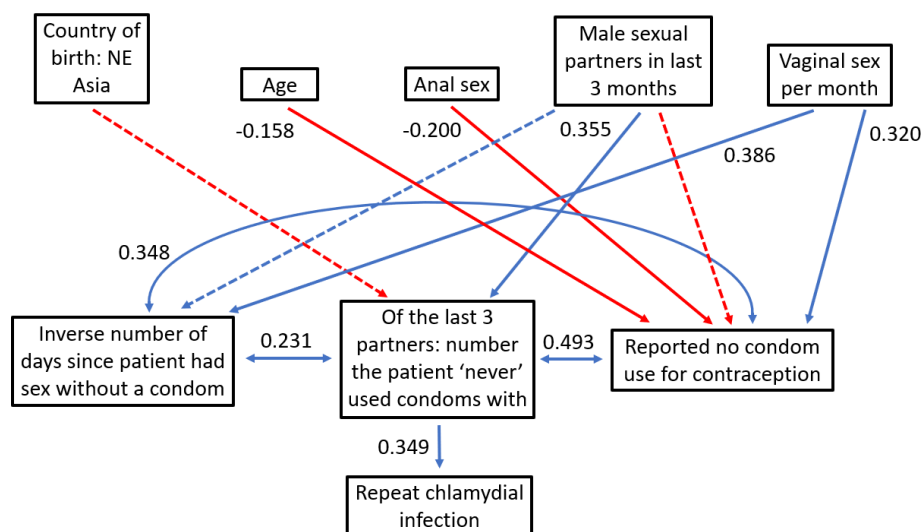 Country of
birth: NE
Asia
Age
Anal sex
Male sexual
partners in last
3 months
Vaginal sex
per month
-0.158
-0.200
0.355
0.386
0.320
0.348
Inverse number of
days since patient had
sex without a condom
0.231
Of the last 3
partners: number
the patient ‘never’
used condoms with
0.493
Reported no condom
use for contraception
0.349
Repeat chlamydial
infection